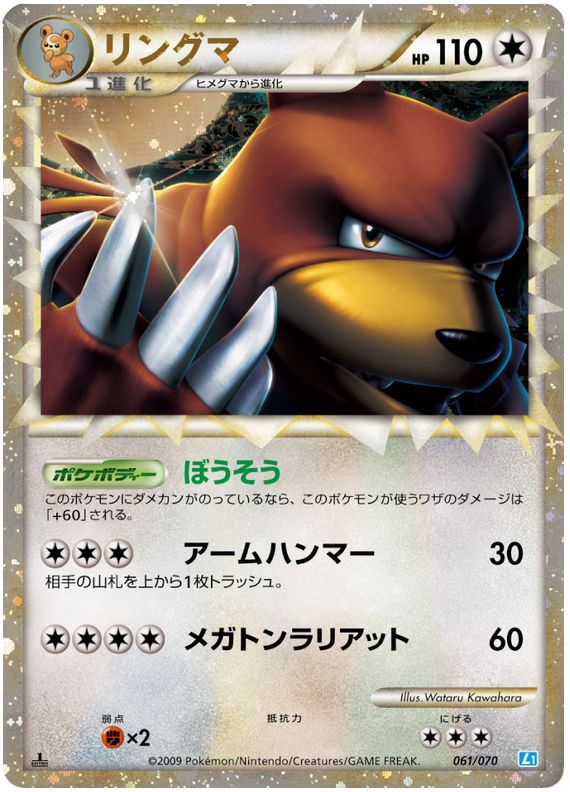 リングマ
HP 110
1進化 ヒメグマから進化
ポケボディー ぼうそう
このポケモンにダメカンがのっているなら、このポケモンが使うワザのダメージは
「+60」される。
アームハンマー 30
相手の山札を上から1枚トラッシュ。
メガトンラリアット 60
Illus.Wataru Kawahara
弱点 抵抗力 にげる
×2
1 EDITION ©2009 Pokémon/Nintendo/Creatures/GAME FREAK. 061/070 L1